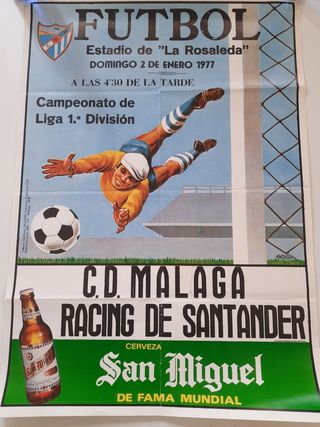 FUTBOL
Estadio de "La Rosaleda"
DOMINGO 2 DE ENERO 1977
A LAS 4'30 DE LA TARDE
Campeonato de
Liga 1.ª División
C.D. MALAGA
RACING DE SANTANDER
CERVEZA
San Miguel
DE FAMA MUNDIAL